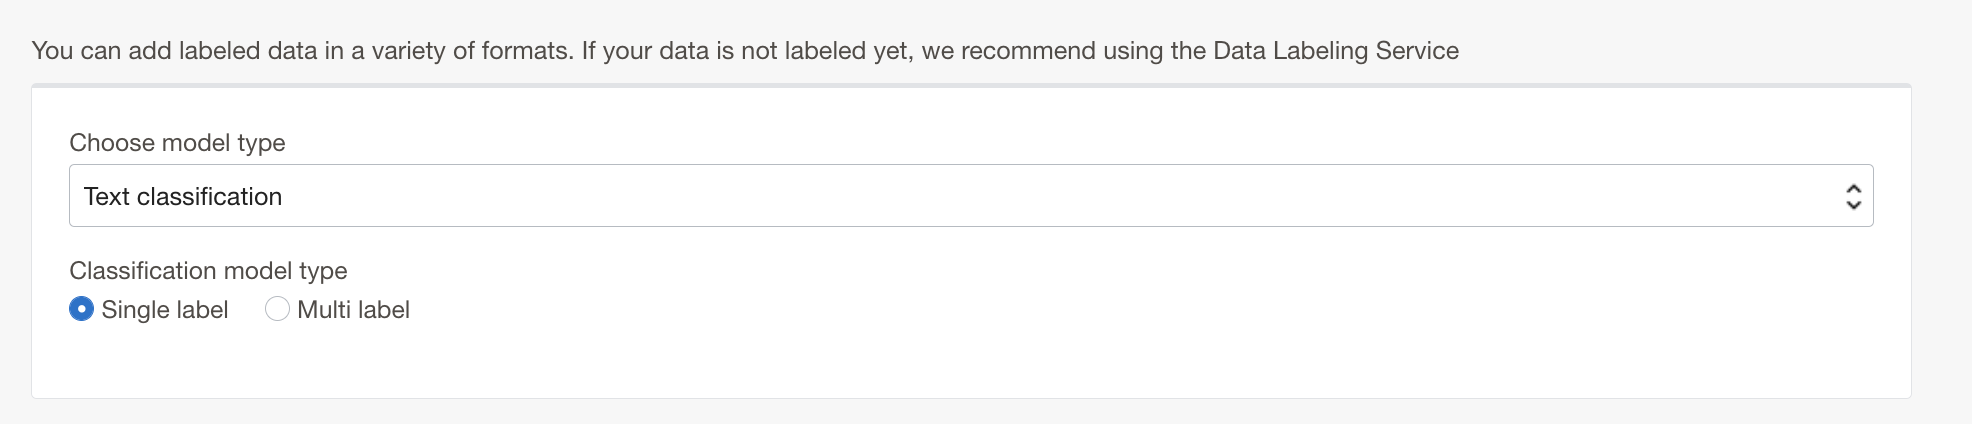 You can add labeled data in a variety of formats. If your data is not labeled yet, we recommend using the Data Labeling Service
Choose model type
Text classification
Classification model type
Single label Multi label